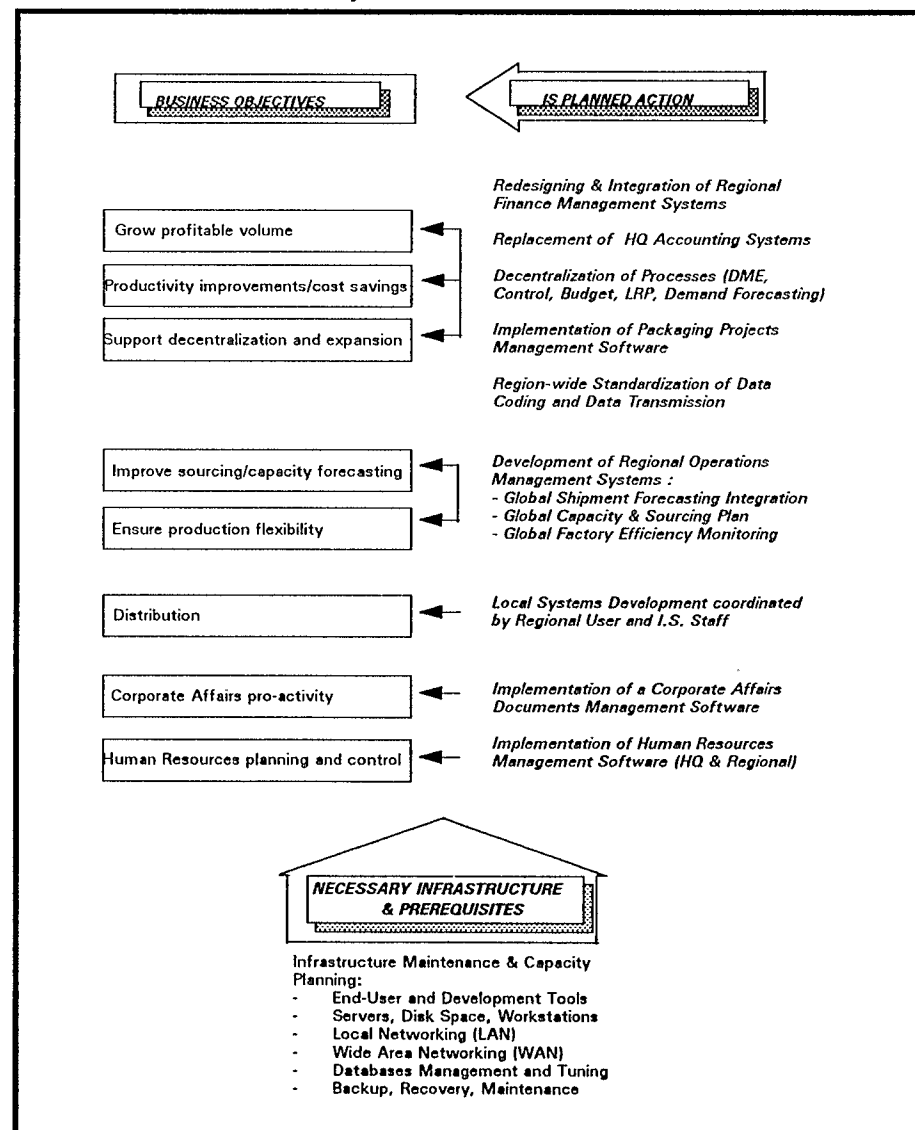 BUSINESS OBJECTIVES
IS PLANNED ACTION
Redesigning & Integration of Regional
Finance Management Systems
Grow profitable volume
Replacement of HQ Accounting Systems
Productivity improvements/cost savings
Decentralization of Processes (DME,
Control, Budget, LRP, Demand Forecasting)
Support decentralization and expansion
Implementation of Packaging Projects
Management Software
Region-wide Standardization of Data
Coding and Data Transmission
Improve sourcing/capacity forecasting
Ensure production flexibility
Development of Regional Operations
Management Systems :
- Global Shipment Forecasting Integration
- Global Capacity & Sourcing Plan
- Global Factory Efficiency Monitoring
Distribution
Local Systems Development coordinated
by Regional User and I.S. Staff
Corporate Affairs pro-activity
Implementation of a Corporate Affairs
Documents Management Software
Human Resources planning and control
Implementation of Human Resources
Management Software (HQ & Regional)
NECESSARY INFRASTRUCTURE
& PREREQUISITES
Infrastructure Maintenance & Capacity
Planning:
- End-User and Development Tools
- Servers, Disk Space, Workstations
- Local Networking (LAN)
- Wide Area Networking (WAN)
- Databases Management and Tuning
- Backup, Recovery, Maintenance